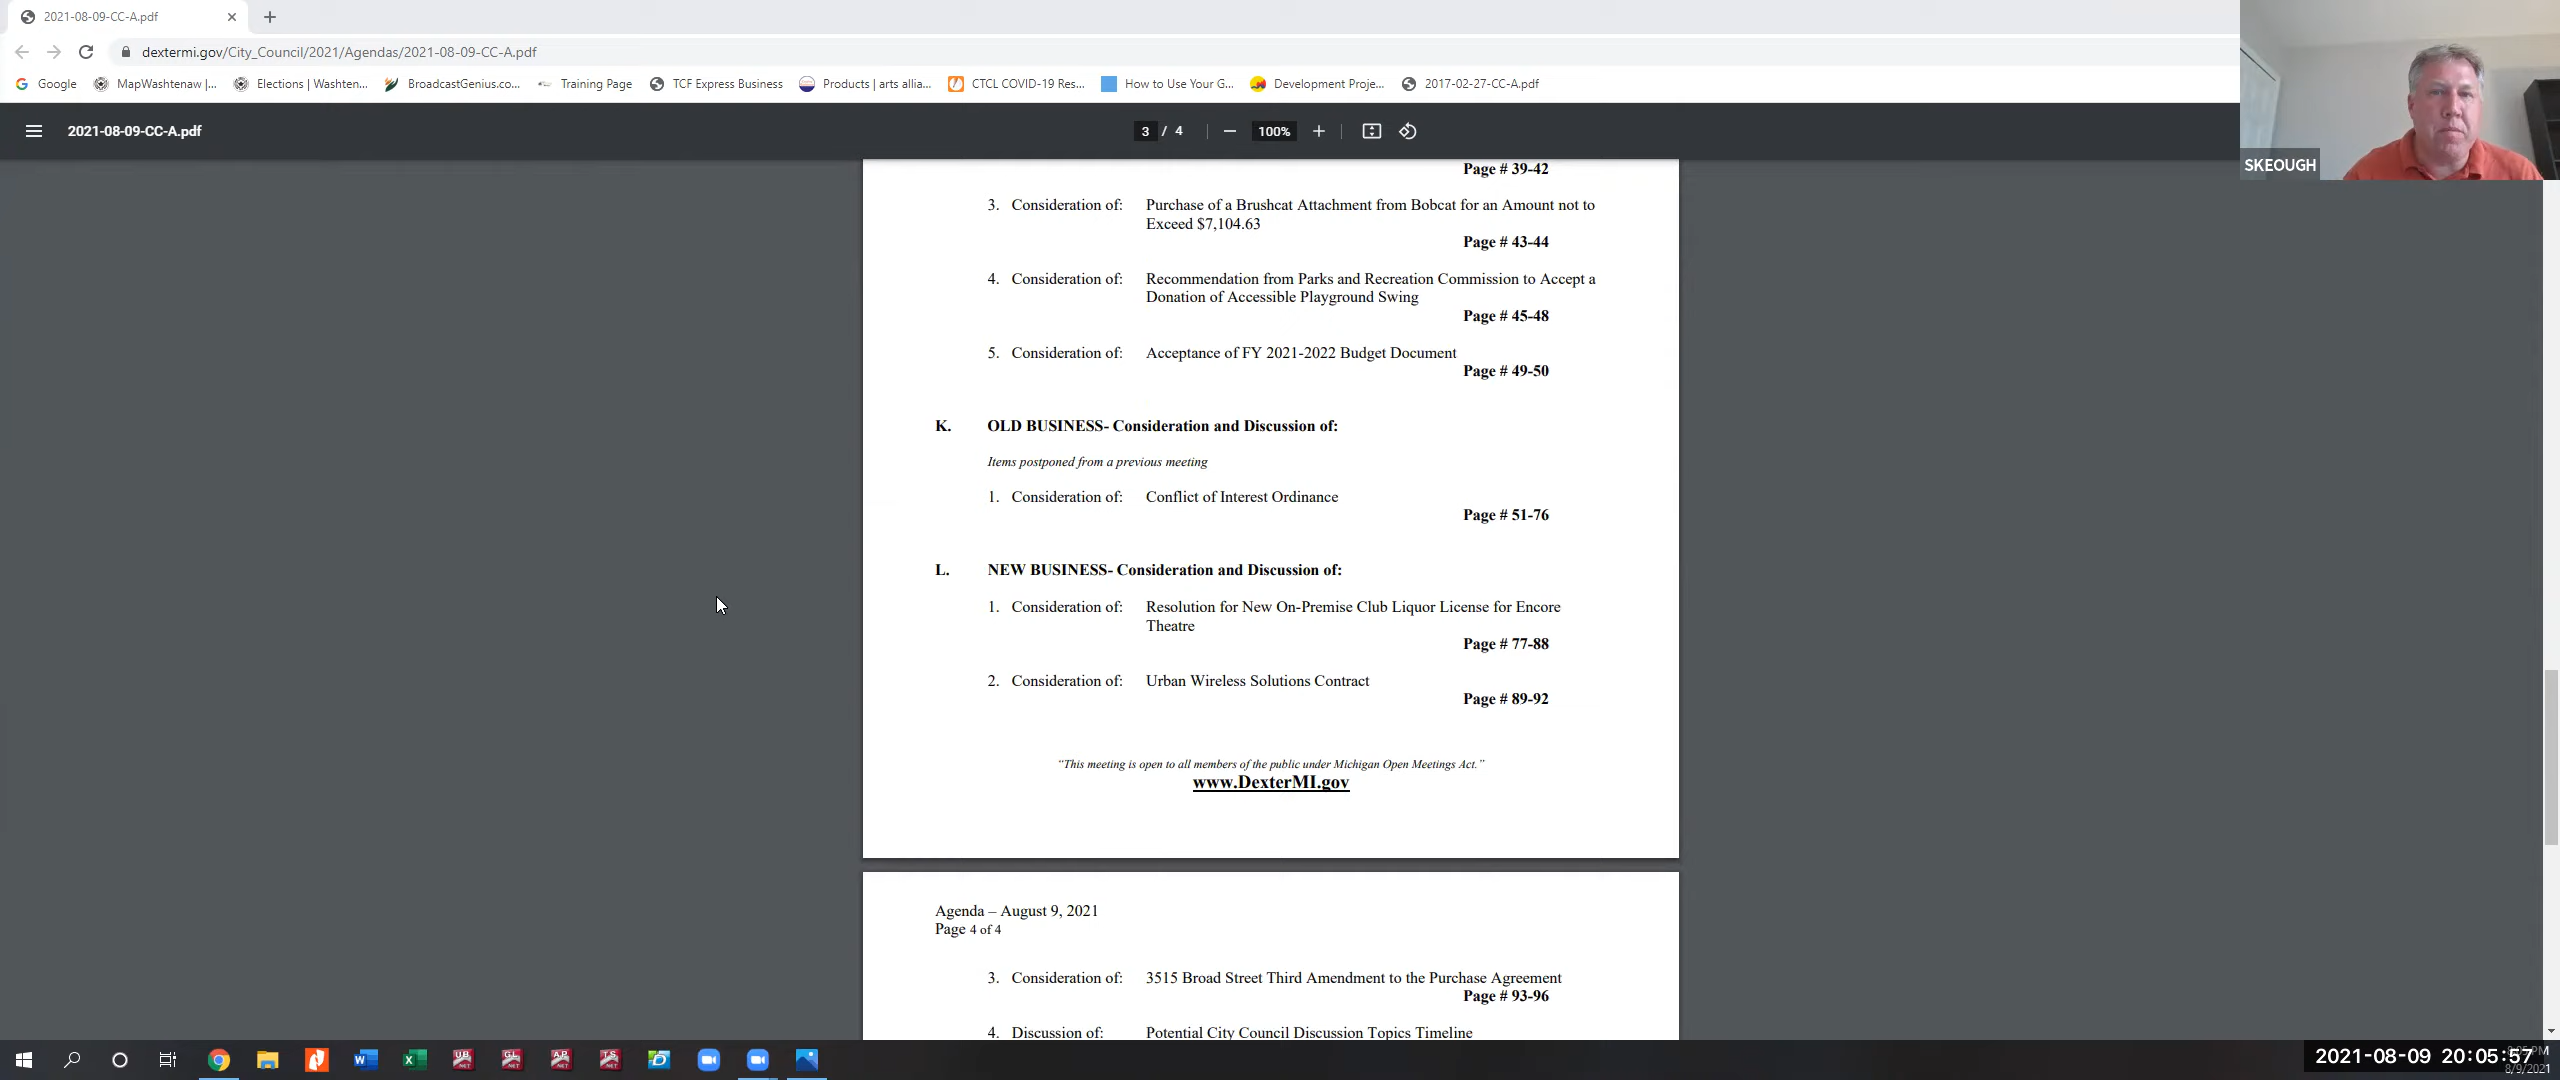 2021-08-09-CC-A.pdf
dextermi.gov/City_Council/2021/Agendas/2021-08-09-CC-A.pdf
Google MapWashtenaw |... Elections | Washten... BroadcastGenius.co... Training Page TCF Express Business Products | arts allia... CTCL COVID-19 Res... How to Use Your G... Development Proje... 2017-02-27-CC-A.pdf
2021-08-09-CC-A.pdf 3 / 4 100%
SKEOUGH
Page # 39-42
3. Consideration of: Purchase of a Brushcat Attachment from Bobcat for an Amount not to
Exceed $7,104.63
Page # 43-44
4. Consideration of: Recommendation from Parks and Recreation Commission to Accept a
Donation of Accessible Playground Swing
Page # 45-48
5. Consideration of: Acceptance of FY 2021-2022 Budget Document
Page # 49-50
K. OLD BUSINESS- Consideration and Discussion of:
Items postponed from a previous meeting
1. Consideration of: Conflict of Interest Ordinance
Page # 51-76
L. NEW BUSINESS- Consideration and Discussion of:
1. Consideration of: Resolution for New On-Premise Club Liquor License for Encore
Theatre
Page # 77-88
2. Consideration of: Urban Wireless Solutions Contract
Page # 89-92
“This meeting is open to all members of the public under Michigan Open Meetings Act.”
www.DexterMI.gov
Agenda – August 9, 2021
Page 4 of 4
3. Consideration of: 3515 Broad Street Third Amendment to the Purchase Agreement
Page # 93-96
4. Discussion of: Potential City Council Discussion Topics Timeline
2021-08-09 20:05:57
8/9/2021